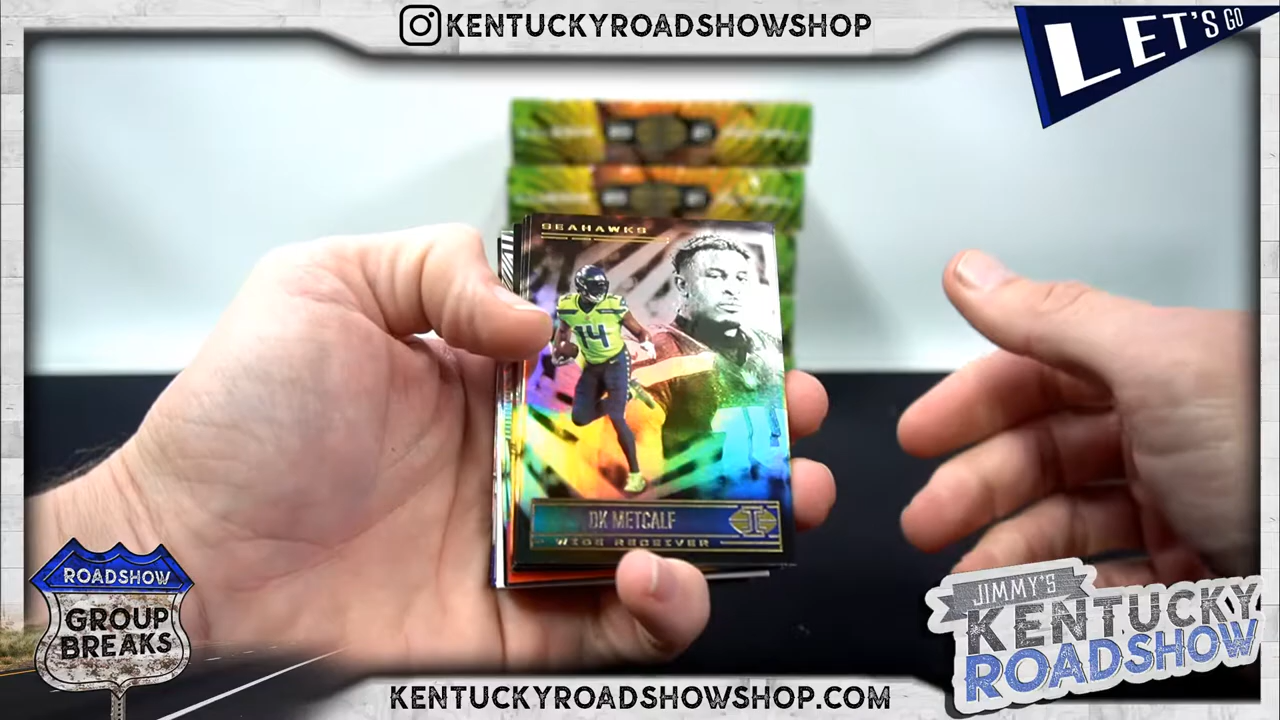 KENTUCKYROADSHOWSHOP
LET'S GO
SEAHAWKS
14
DK METCALF
WIDE RECEIVER
ROADSHOW
GROUP
BREAKS
JIMMY'S
KENTUCKY
ROADSHOW
KENTUCKYROADSHOWSHOP.COM